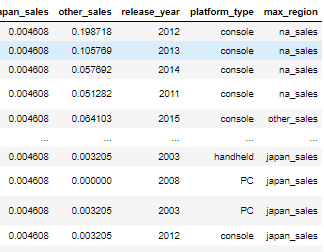 japan_sales other_sales release_year platform_type max_region
0.004608 0.198718 2012 console na_sales
0.004608 0.105769 2013 console na_sales
0.004608 0.057692 2014 console na_sales
0.004608 0.051282 2011 console na_sales
0.004608 0.064103 2015 console other_sales
... ... ... ... ...
0.004608 0.003205 2003 handheld japan_sales
0.004608 0.000000 2008 PC japan_sales
0.004608 0.003205 2003 PC japan_sales
0.004608 0.003205 2012 console japan_sales